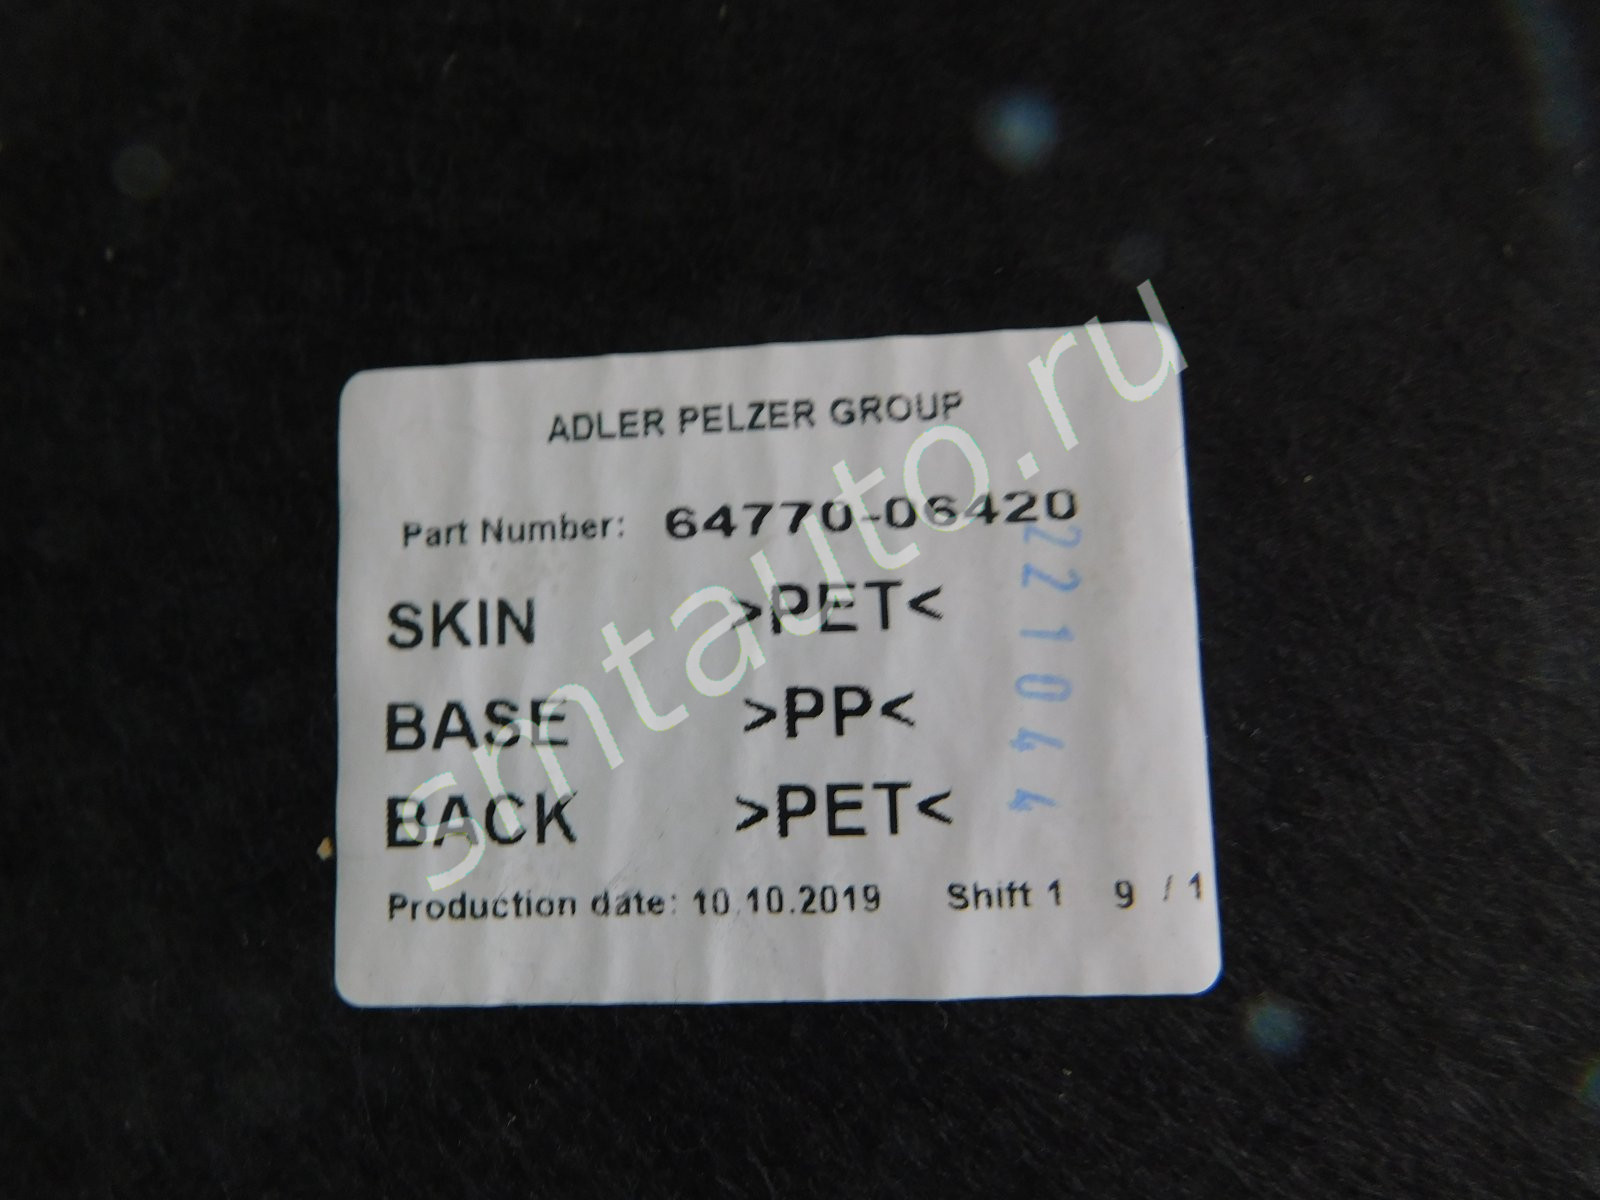 ADLER PELZER GROUP
Part Number: 64770-06420
SKIN >PET<
BASE >PP<
BACK >PET<
Production date: 10.10.2019 Shift 1 9 / 1
221044
smtauto.ru